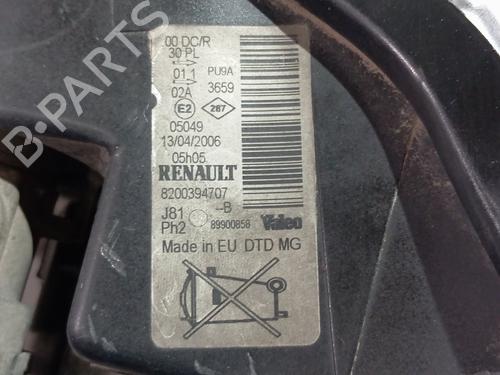 00 DC/R
30 PL
01 1 PU9A
02A 3659
E2 267
05049
13/04/2006
05h05
RENAULT
8200394707
J81 --B
Ph2 89900858 Valeo
Made in EU DTD MG